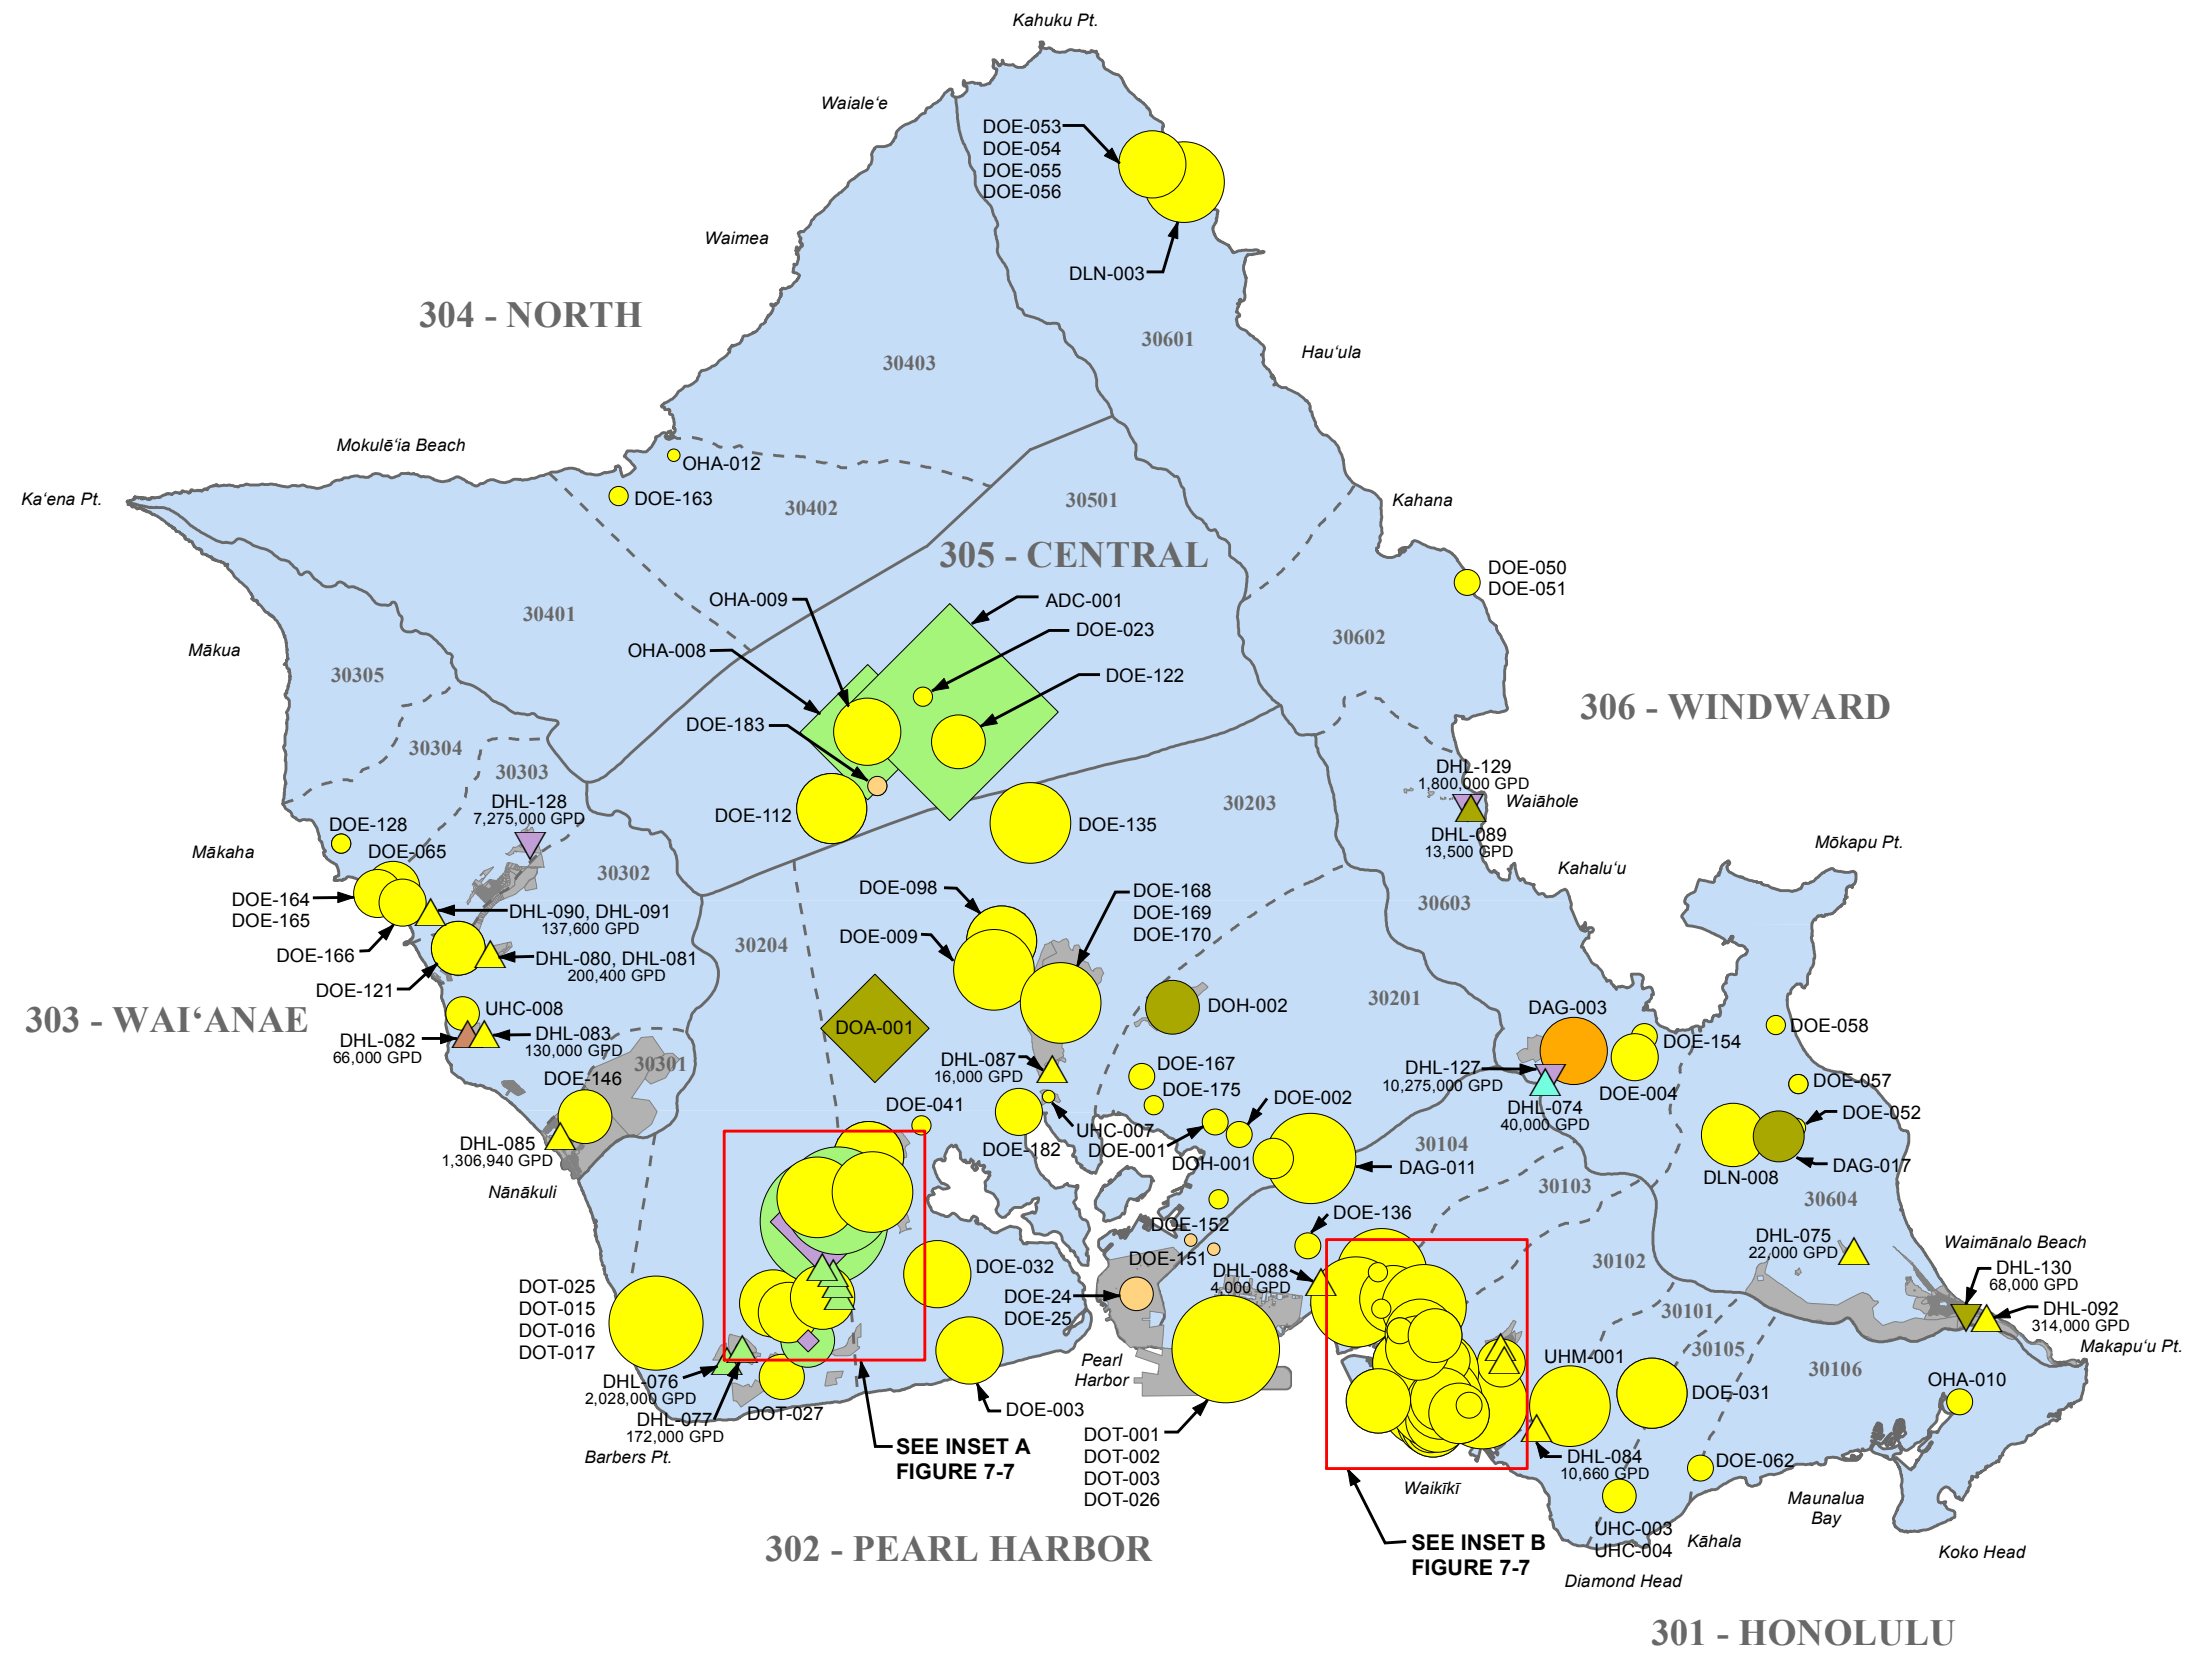 Kahuku Pt.
Waiale‘e
DOE-053
DOE-054
DOE-055
DOE-056
Waimea
DLN-003
304 - NORTH
30601
Hau‘ula
30403
Mokulē‘ia Beach
OHA-012
Ka‘ena Pt.
DOE-163
30402
30501
Kahana
305 - CENTRAL
DOE-050
DOE-051
OHA-009
ADC-001
30401
DOE-023
30602
Mākua
OHA-008
30305
DOE-122
306 - WINDWARD
DOE-183
30304
30303
DHL-129
1,800,000 GPD
Waiāhole
DHL-128
7,275,000 GPD
30203
DOE-112
DOE-135
DOE-128
DHL-089
13,500 GPD
Mōkapu Pt.
Mākaha
DOE-065
Kahalu‘u
30302
DOE-164
DOE-165
DOE-098
DOE-168
DOE-169
DOE-170
30603
DHL-090, DHL-091
137,600 GPD
DOE-009
30204
DOE-166
DHL-080, DHL-081
200,400 GPD
DOE-121
30201
303 - WAI‘ANAE
UHC-008
DOH-002
DAG-003
DOA-001
DOE-058
DHL-082
66,000 GPD
DHL-083
130,000 GPD
DOE-154
30301
DHL-087
16,000 GPD
DOE-167
DHL-127
10,275,000 GPD
DOE-146
DOE-175
DOE-004
DOE-057
DOE-041
DHL-074
40,000 GPD
DOE-002
DOE-052
UHC-007
DHL-085
1,306,940 GPD
DOE-182
DOE-001
30104
DOH-001
DAG-011
DAG-017
DLN-008
Nānākuli
30103
30604
DOE-152
DOE-136
DOE-151
DHL-075
22,000 GPD
Waimānalo Beach
30102
DOE-032
DHL-088
4,000 GPD
DHL-130
68,000 GPD
DOT-025
DOT-015
DOT-016
DOT-017
DOE-24
DOE-25
30101
DHL-092
314,000 GPD
30105
Makapu‘u Pt.
Pearl
Harbor
UHM-001
30106
DHL-076
2,028,000 GPD
OHA-010
DOE-031
DHL-077
172,000 GPD
DOT-027
DOE-003
DOT-001
DOT-002
DOT-003
DOT-026
SEE INSET A
FIGURE 7-7
Barbers Pt.
DHL-084
10,660 GPD
DOE-062
Waikīkī
Maunalua
Bay
UHC-003
UHC-004
Kāhala
302 - PEARL HARBOR
SEE INSET B
FIGURE 7-7
Koko Head
Diamond Head
301 - HONOLULU